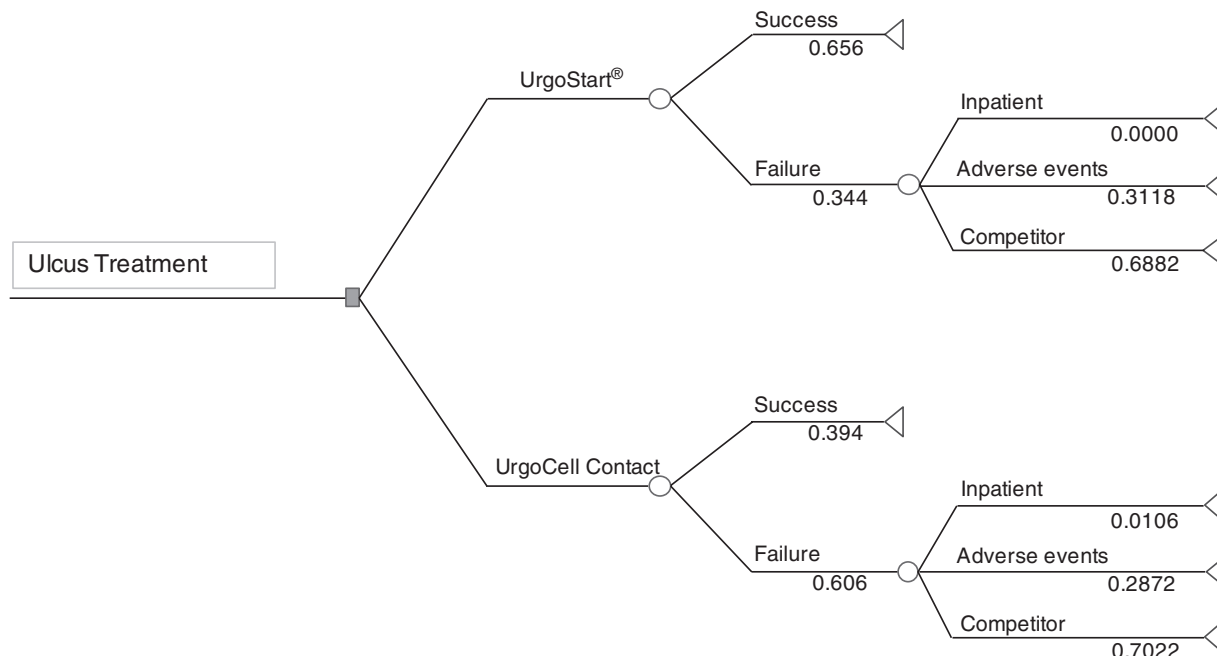 Success
0.656
UrgoStart®
Inpatient
0.0000
Failure
0.344
Adverse events
0.3118
Competitor
0.6882
Ulcus Treatment
Success
0.394
UrgoCell Contact
Inpatient
0.0106
Failure
0.606
Adverse events
0.2872
Competitor
0.7022